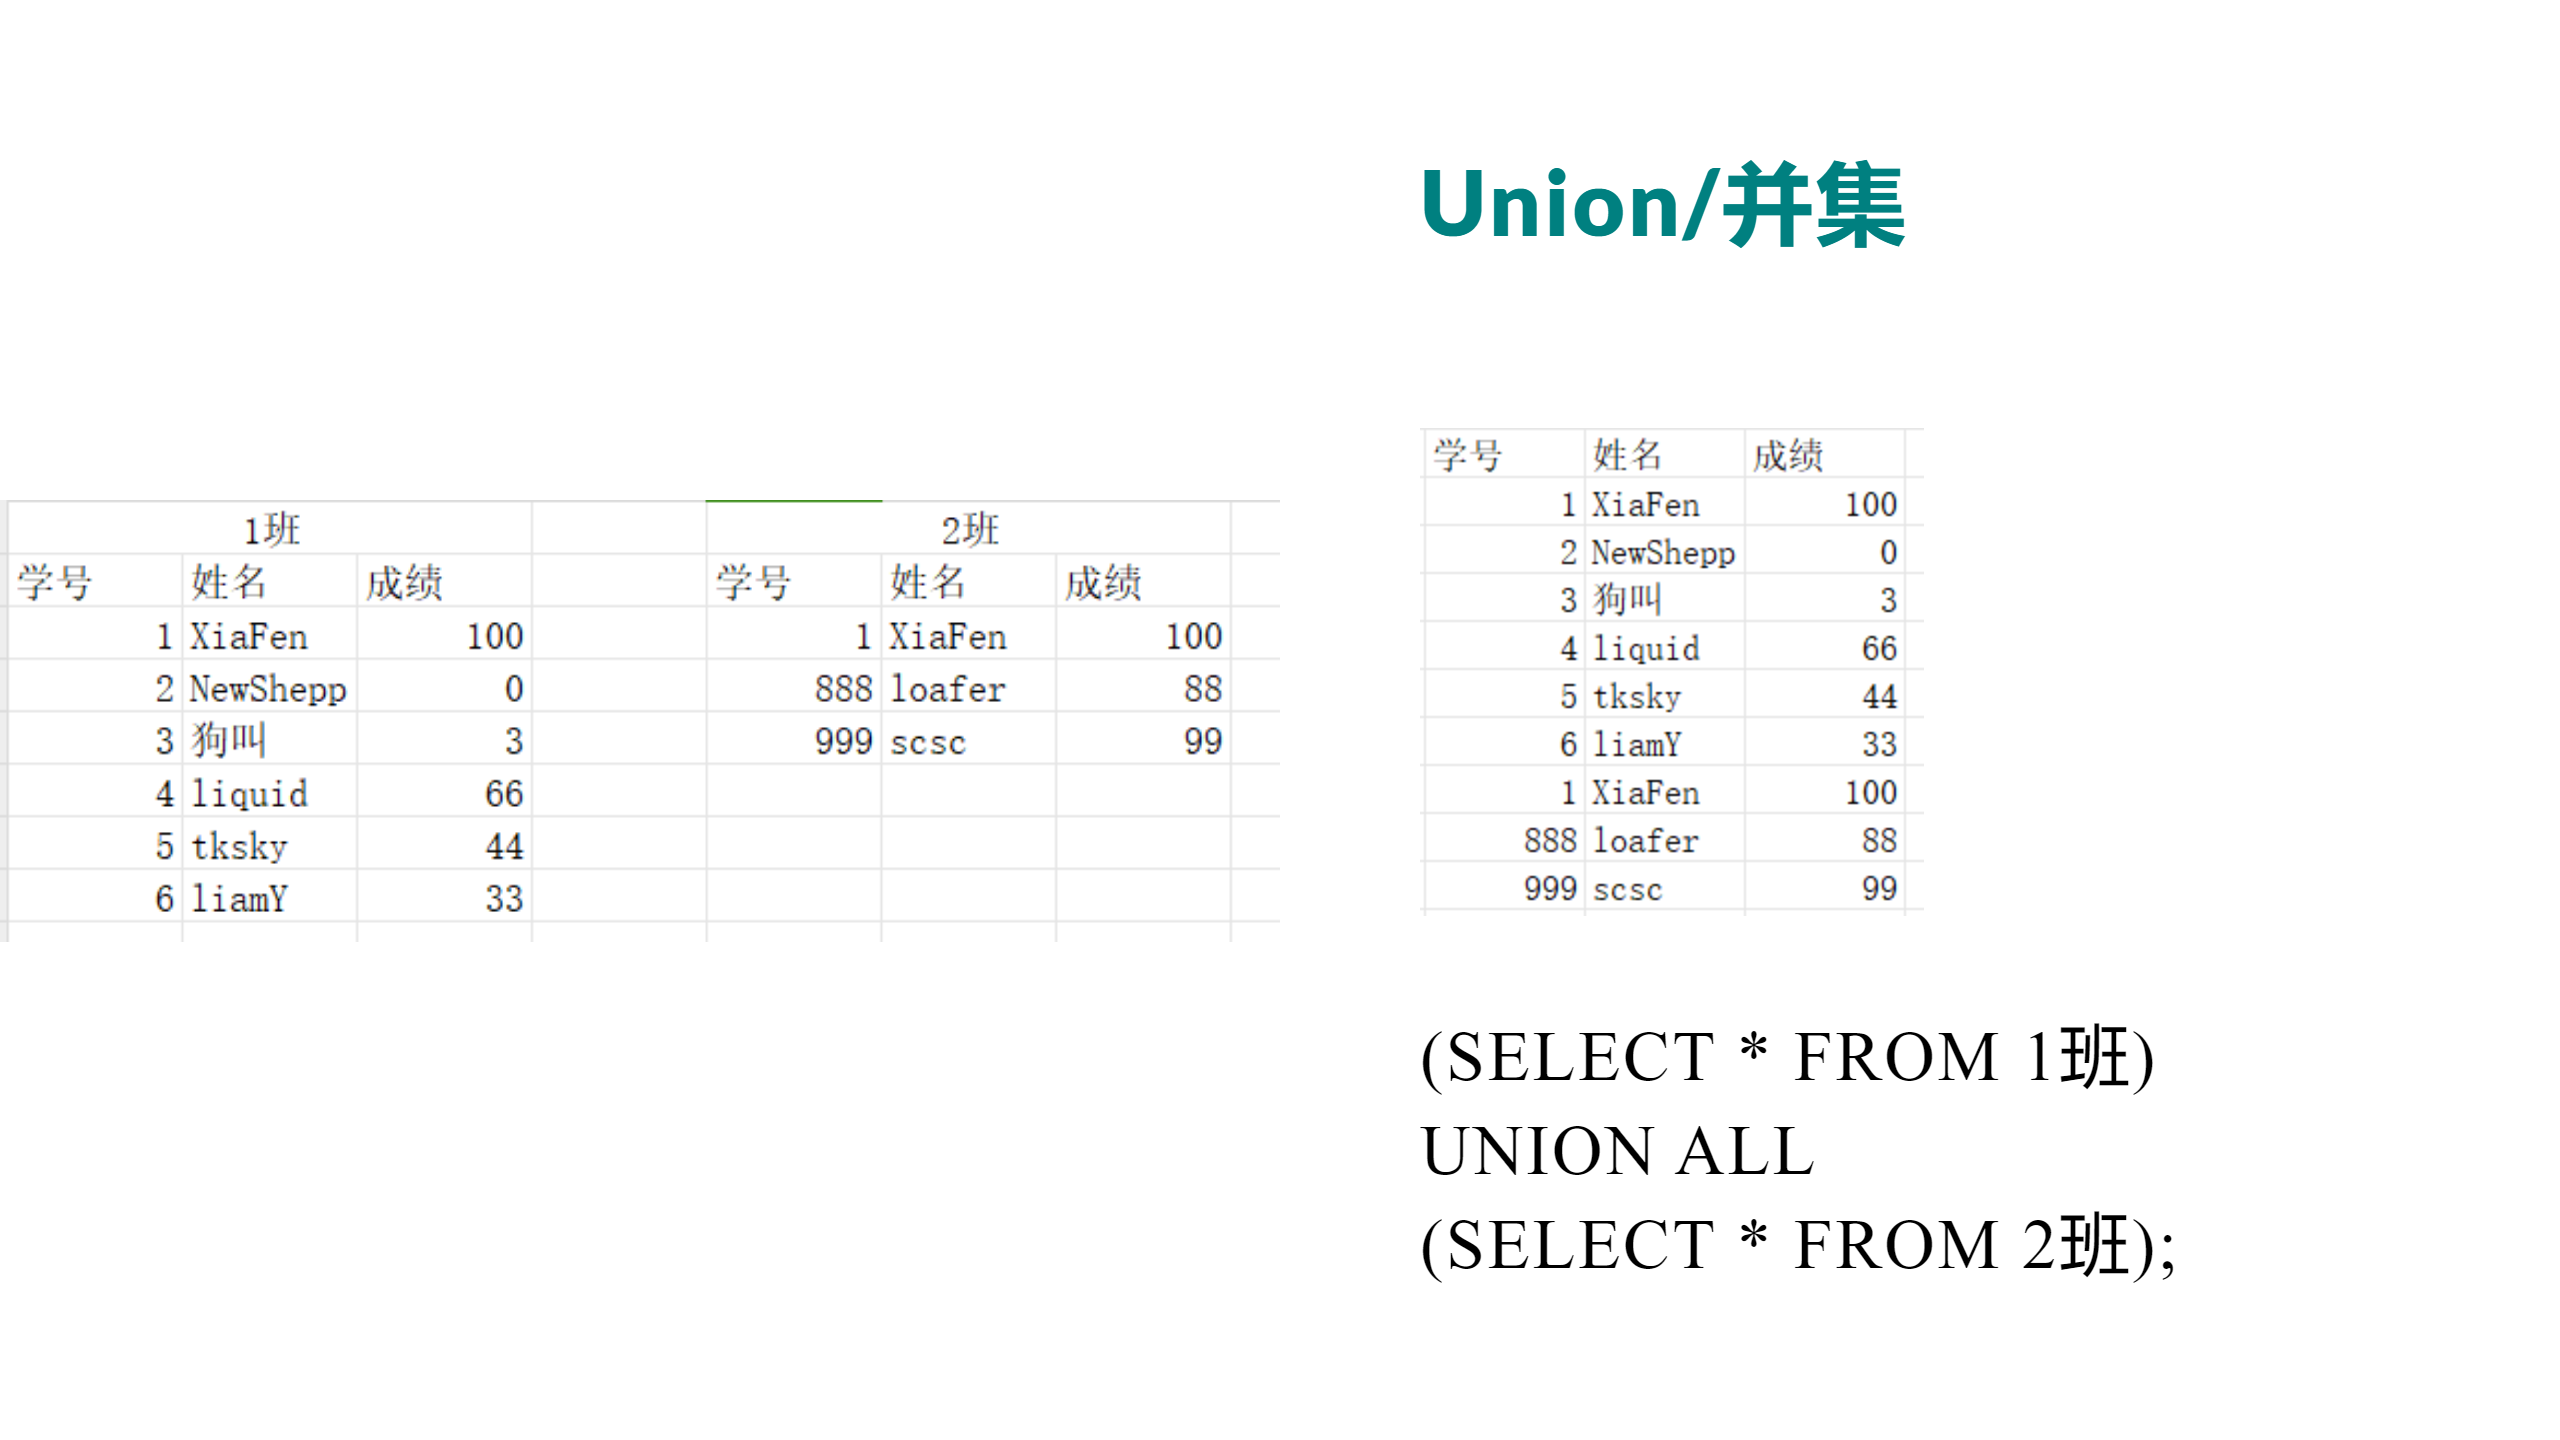 Union/并集
1班 2班
学号 姓名 成绩 学号 姓名 成绩
1 XiaFen 100 1 XiaFen 100
2 NewShepp 0 888 loafer 88
3 狗叫 3 999 scsc 99
4 liquid 66
5 tksky 44
6 liamY 33
学号 姓名 成绩
1 XiaFen 100
2 NewShepp 0
3 狗叫 3
4 liquid 66
5 tksky 44
6 liamY 33
1 XiaFen 100
888 loafer 88
999 scsc 99
(SELECT * FROM 1班)
UNION ALL
(SELECT * FROM 2班);